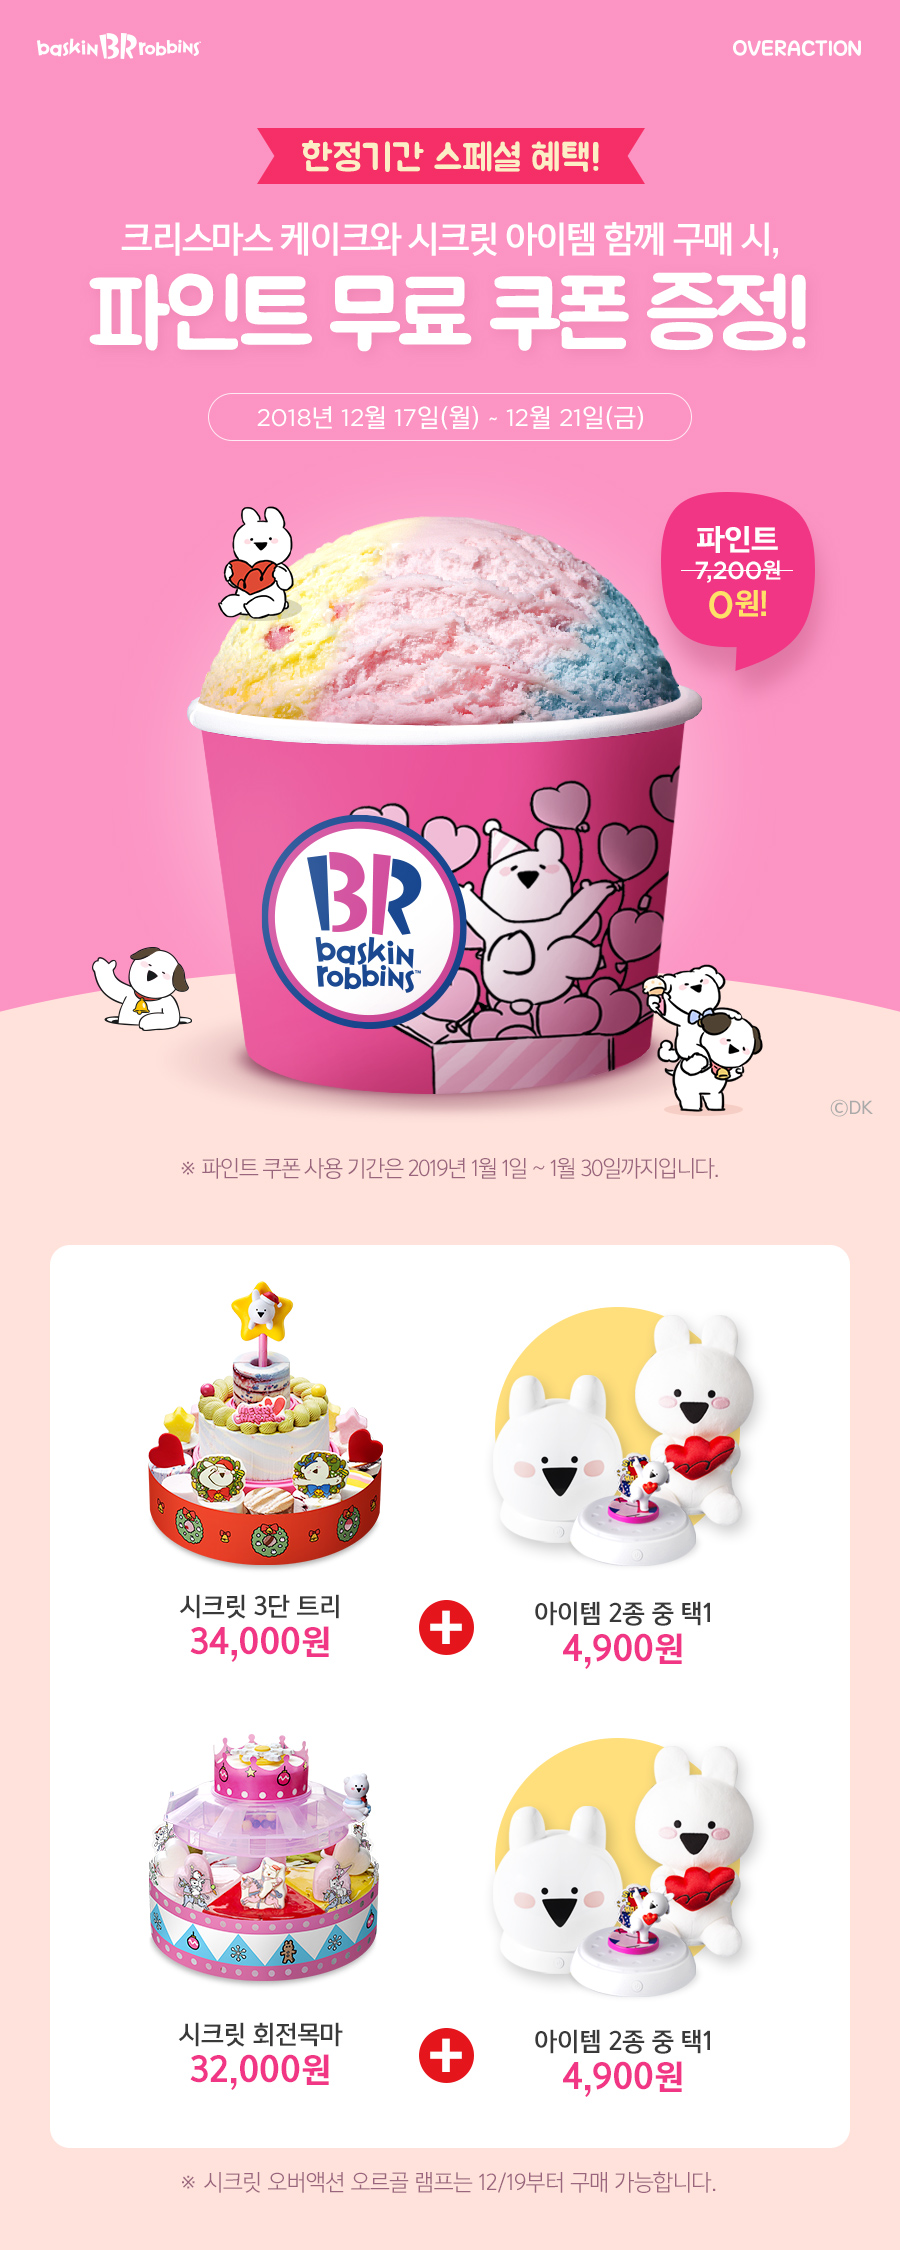 baskin BR robbins
OVERACTION
한정기간 스페셜 혜택!
크리스마스 케이크와 시크릿 아이템 함께 구매 시,
파인트 무료 쿠폰 증정!
2018년 12월 17일(월) ~ 12월 21일(금)
파인트
7,200원
0원!
BR
baskin
robbins™
©DK
※ 파인트 쿠폰 사용 기간은 2019년 1월 1일 ~ 1월 30일까지입니다.
MERRY
CHRISTMAS
시크릿 3단 트리
34,000원
아이템 2종 중 택1
4,900원
시크릿 회전목마
32,000원
아이템 2종 중 택1
4,900원
※ 시크릿 오버액션 오르골 램프는 12/19부터 구매 가능합니다.